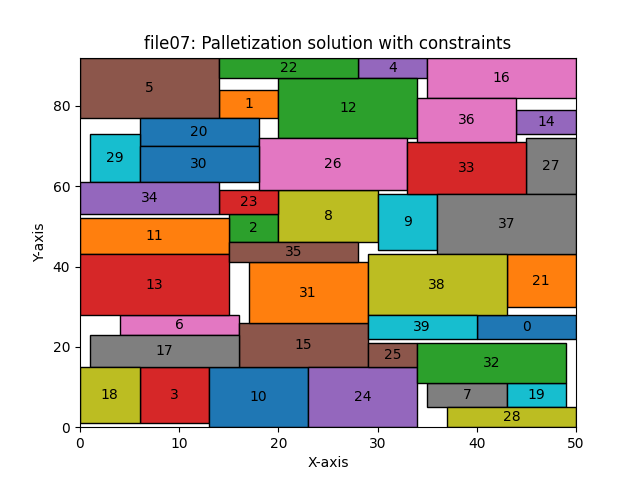 file07: Palletization solution with constraints
22 4
5 16
1 12
80 36 14
20
29 30 26 33 27
60
34 23 8
2 9 37
11
35
40
13 31 38 21
6 39 0
17 15 25 32
20
18 3 10 24 7 19
28
0
0 10 20 30 40 50
X-axis
Y-axis